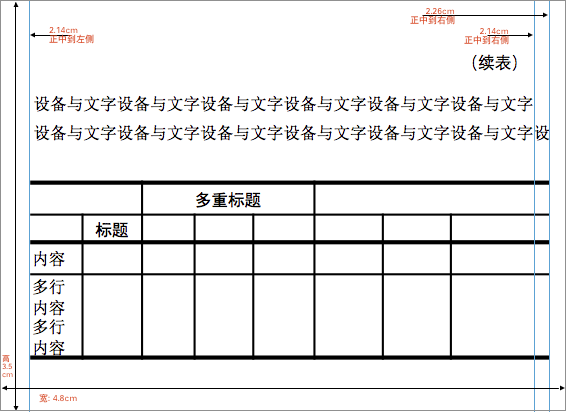 2.26cm
正中到右侧
2.14cm
正中到左侧
2.14cm
正中到右侧
（续表）
设备与文字设备与文字设备与文字设备与文字设备与文字设备与文字
设备与文字设备与文字设备与文字设备与文字设备与文字设备与文字设
多重标题
标题
内容
多行
内容
多行
内容
高
3.5
cm
宽: 4.8cm